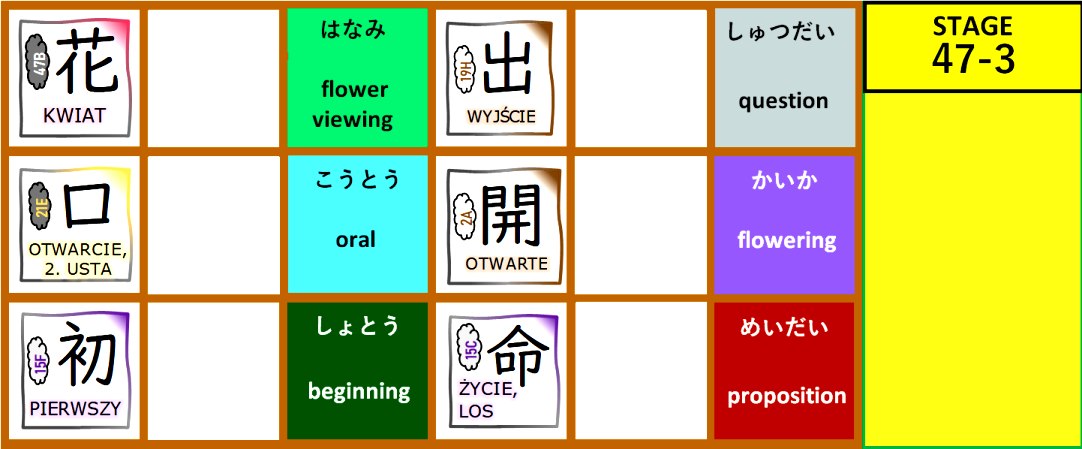 47B
花
KWIAT
はなみ
flower
viewing
19H
出
WYJŚCIE
しゅつだい
question
STAGE
47-3
21E
口
OTWARCIE,
2. USTA
こうとう
oral
2A
開
OTWARTE
かいか
flowering
15F
初
PIERWSZY
しょとう
beginning
15C
命
ŻYCIE,
LOS
めいだい
proposition